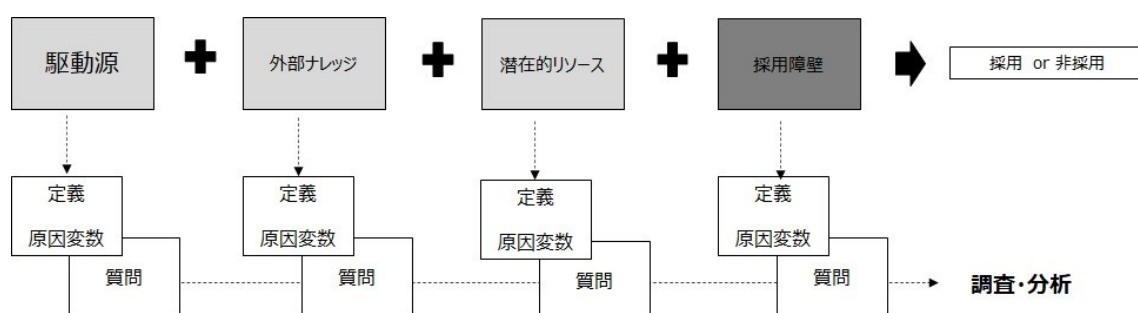 駆動源
外部ナレッジ
潜在的リソース
採用障壁
採用 or 非採用
定義
原因変数
質問
定義
原因変数
質問
定義
原因変数
質問
定義
原因変数
質問
調査・分析